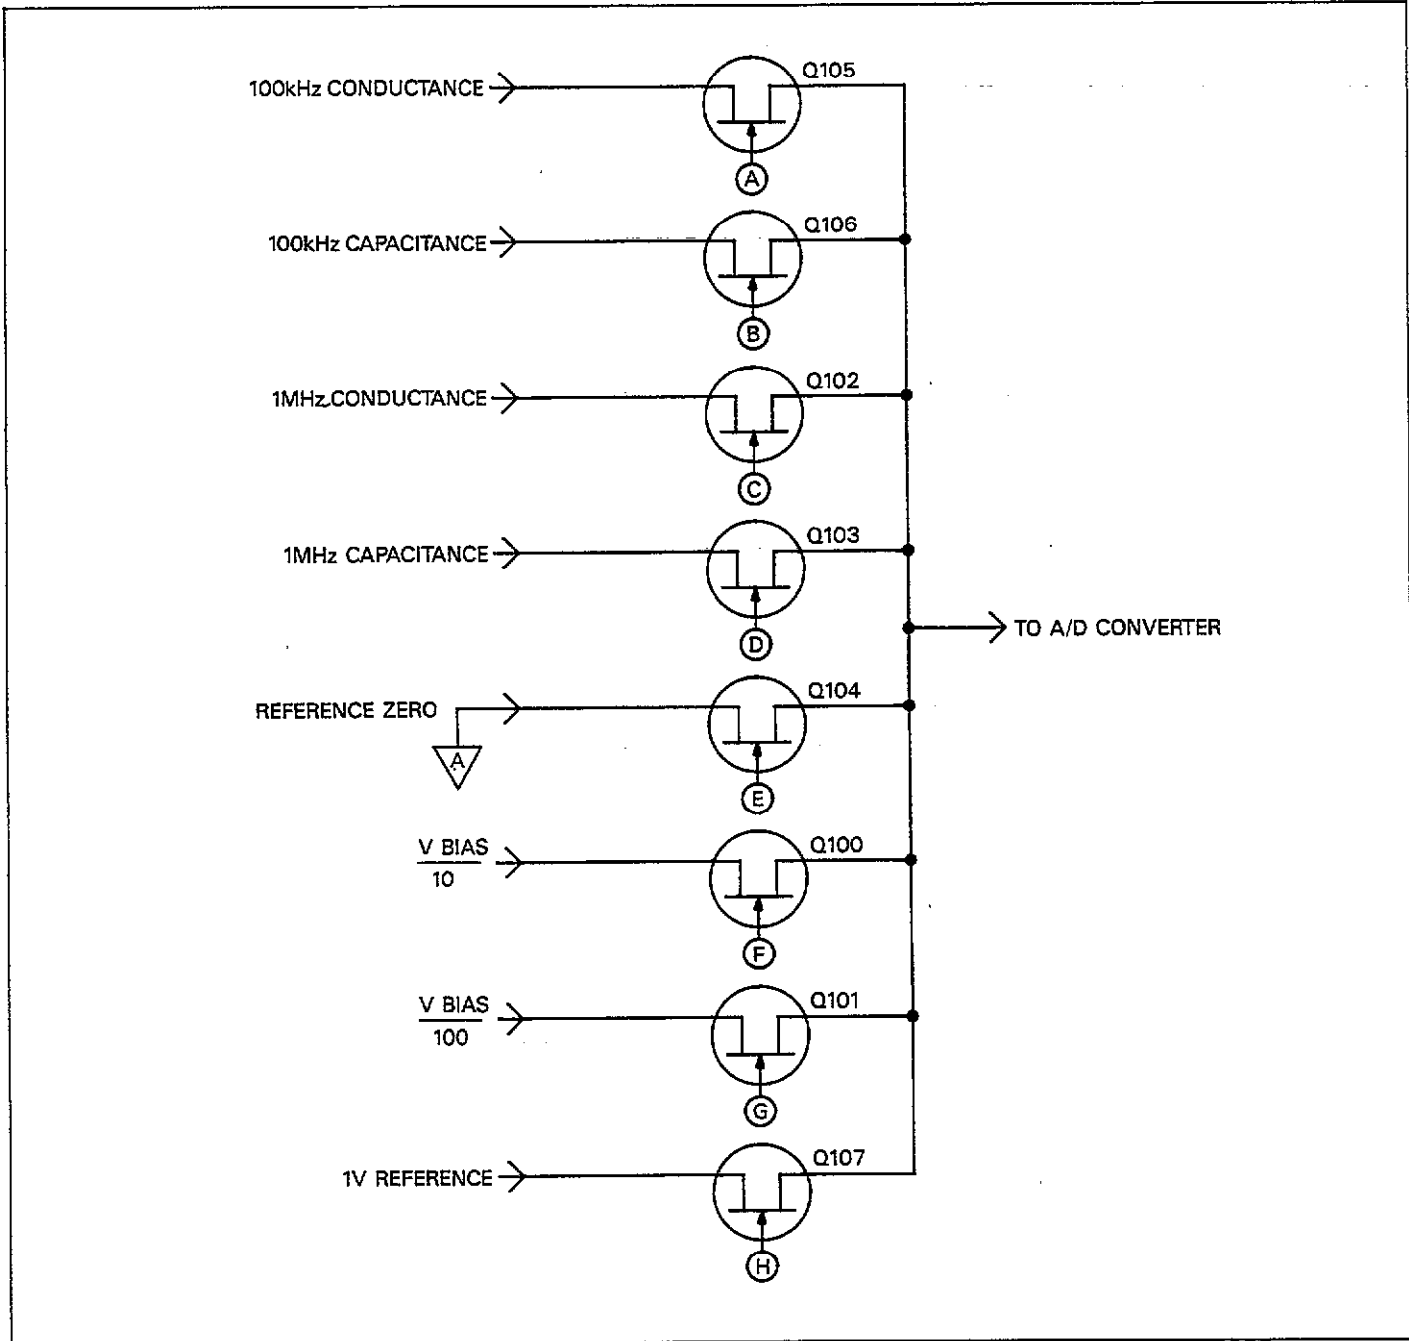 Q105
100kHz CONDUCTANCE
A
Q106
100kHz CAPACITANCE
B
Q102
1MHz CONDUCTANCE
C
Q103
1MHz CAPACITANCE
D
TO A/D CONVERTER
Q104
REFERENCE ZERO
A
E
V BIAS
10
Q100
F
V BIAS
100
Q101
G
Q107
1V REFERENCE
H